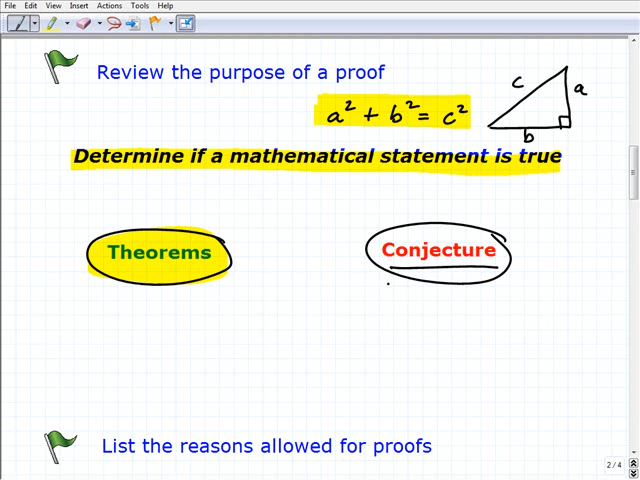 File Edit View Insert Actions Tools Help
Review the purpose of a proof
a² + b² = c²
c
a
b
Determine if a mathematical statement is true
Theorems Conjecture
List the reasons allowed for proofs
2 / 4